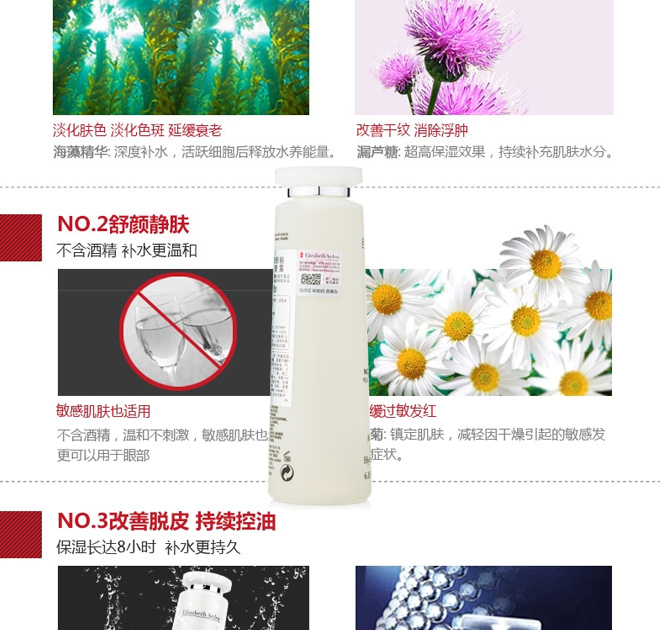 淡化肤色 淡化色斑 延缓衰老
海藻精华: 深度补水，活跃细胞后释放水养能量。
改善干纹 消除浮肿
漏芦糖: 超高保湿效果，持续补充肌肤水分。
NO.2舒颜静肤
不含酒精 补水更温和
ElizabethArden
敏感肌肤也适用
不含酒精，温和不刺激，敏感肌肤也
更可以用于眼部
缓过敏发红
菊: 镇定肌肤，减轻因干燥引起的敏感发
症状。
NO.3改善脱皮 持续控油
保湿长达8小时 补水更持久
Elizabeth Arden